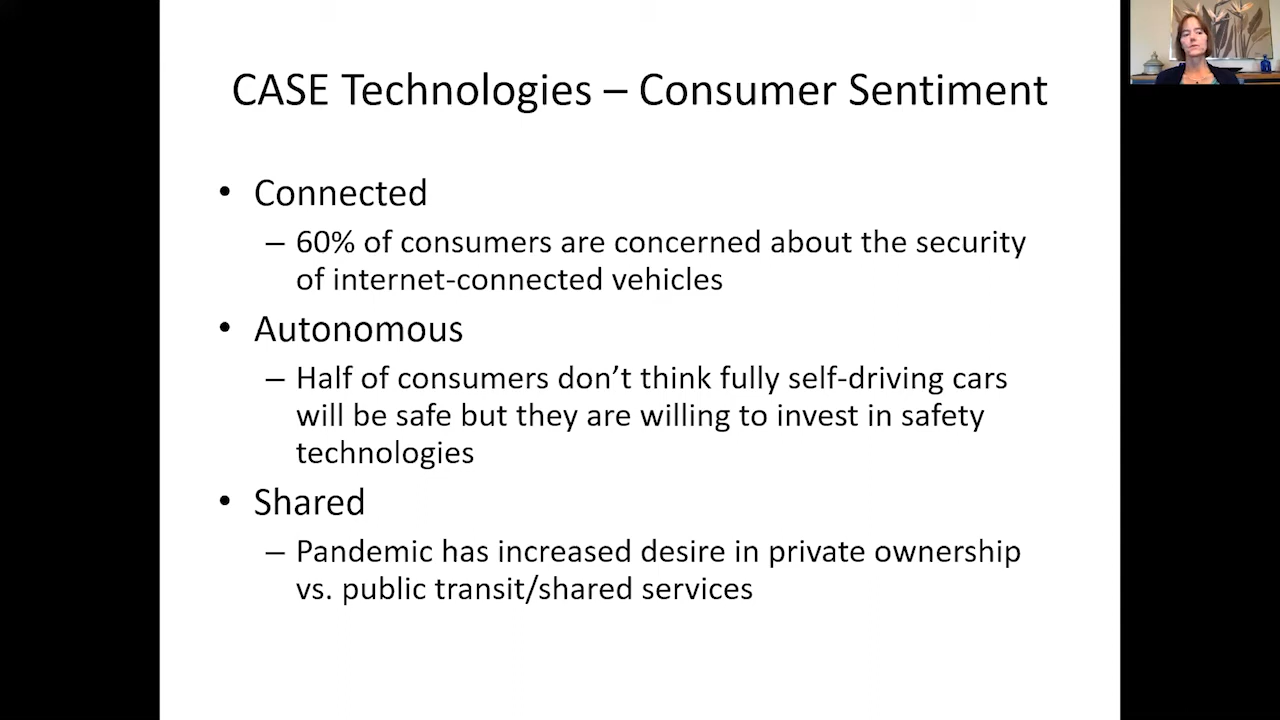 CASE Technologies – Consumer Sentiment
• Connected
– 60% of consumers are concerned about the security
of internet-connected vehicles
• Autonomous
– Half of consumers don’t think fully self-driving cars
will be safe but they are willing to invest in safety
technologies
• Shared
– Pandemic has increased desire in private ownership
vs. public transit/shared services